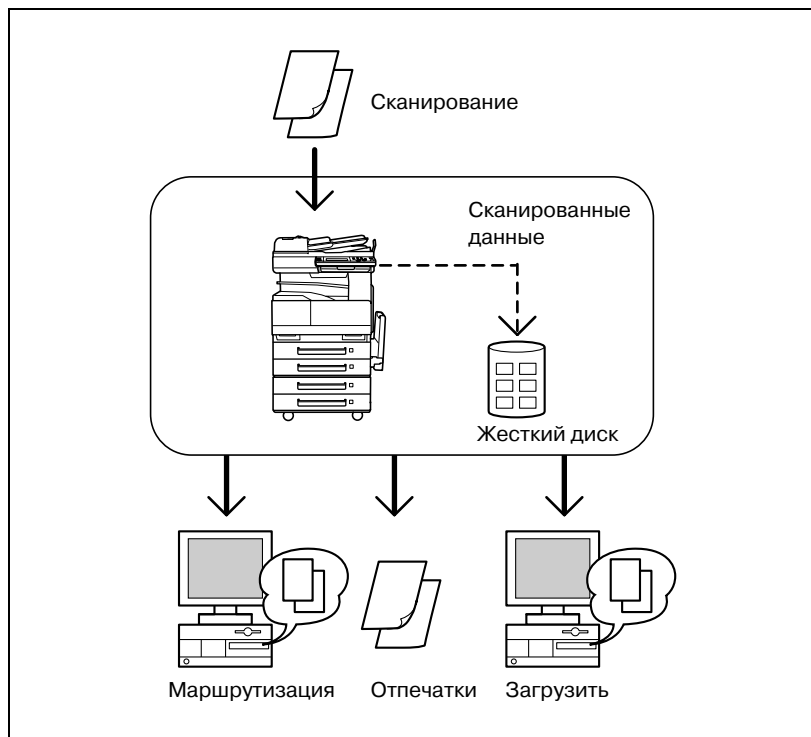 Сканирование
Сканированные
данные
Жесткий диск
Маршрутизация
Отпечатки
Загрузить